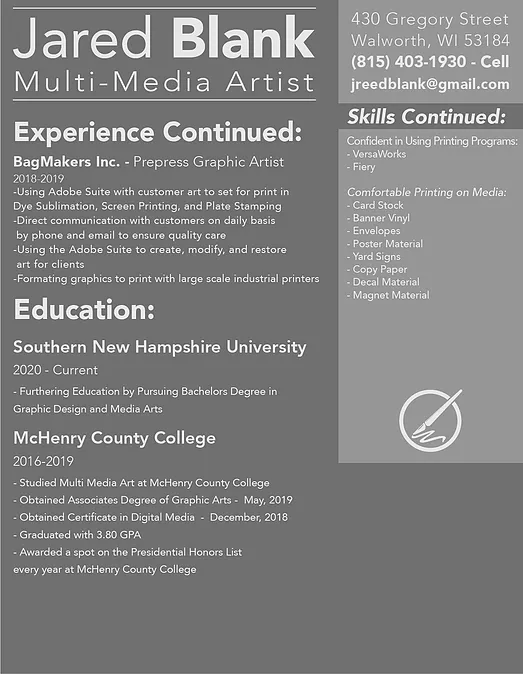 Jared Blank
Multi-Media Artist
430 Gregory Street
Walworth, WI 53184
(815) 403-1930 - Cell
jreedblank@gmail.com
Experience Continued:
BagMakers Inc. - Prepress Graphic Artist
2018-2019
-Using Adobe Suite with customer art to set for print in
Dye Sublimation, Screen Printing, and Plate Stamping
-Direct communication with customers on daily basis
by phone and email to ensure quality care
-Using the Adobe Suite to create, modify, and restore
art for clients
-Formating graphics to print with large scale industrial printers
Education:
Southern New Hampshire University
2020 - Current
- Furthering Education by Pursuing Bachelors Degree in
Graphic Design and Media Arts
McHenry County College
2016-2019
- Studied Multi Media Art at McHenry County College
- Obtained Associates Degree of Graphic Arts - May, 2019
- Obtained Certificate in Digital Media - December, 2018
- Graduated with 3.80 GPA
- Awarded a spot on the Presidential Honors List
every year at McHenry County College
Skills Continued:
Confident in Using Printing Programs:
- VersaWorks
- Fiery
Comfortable Printing on Media:
- Card Stock
- Banner Vinyl
- Envelopes
- Poster Material
- Yard Signs
- Copy Paper
- Decal Material
- Magnet Material